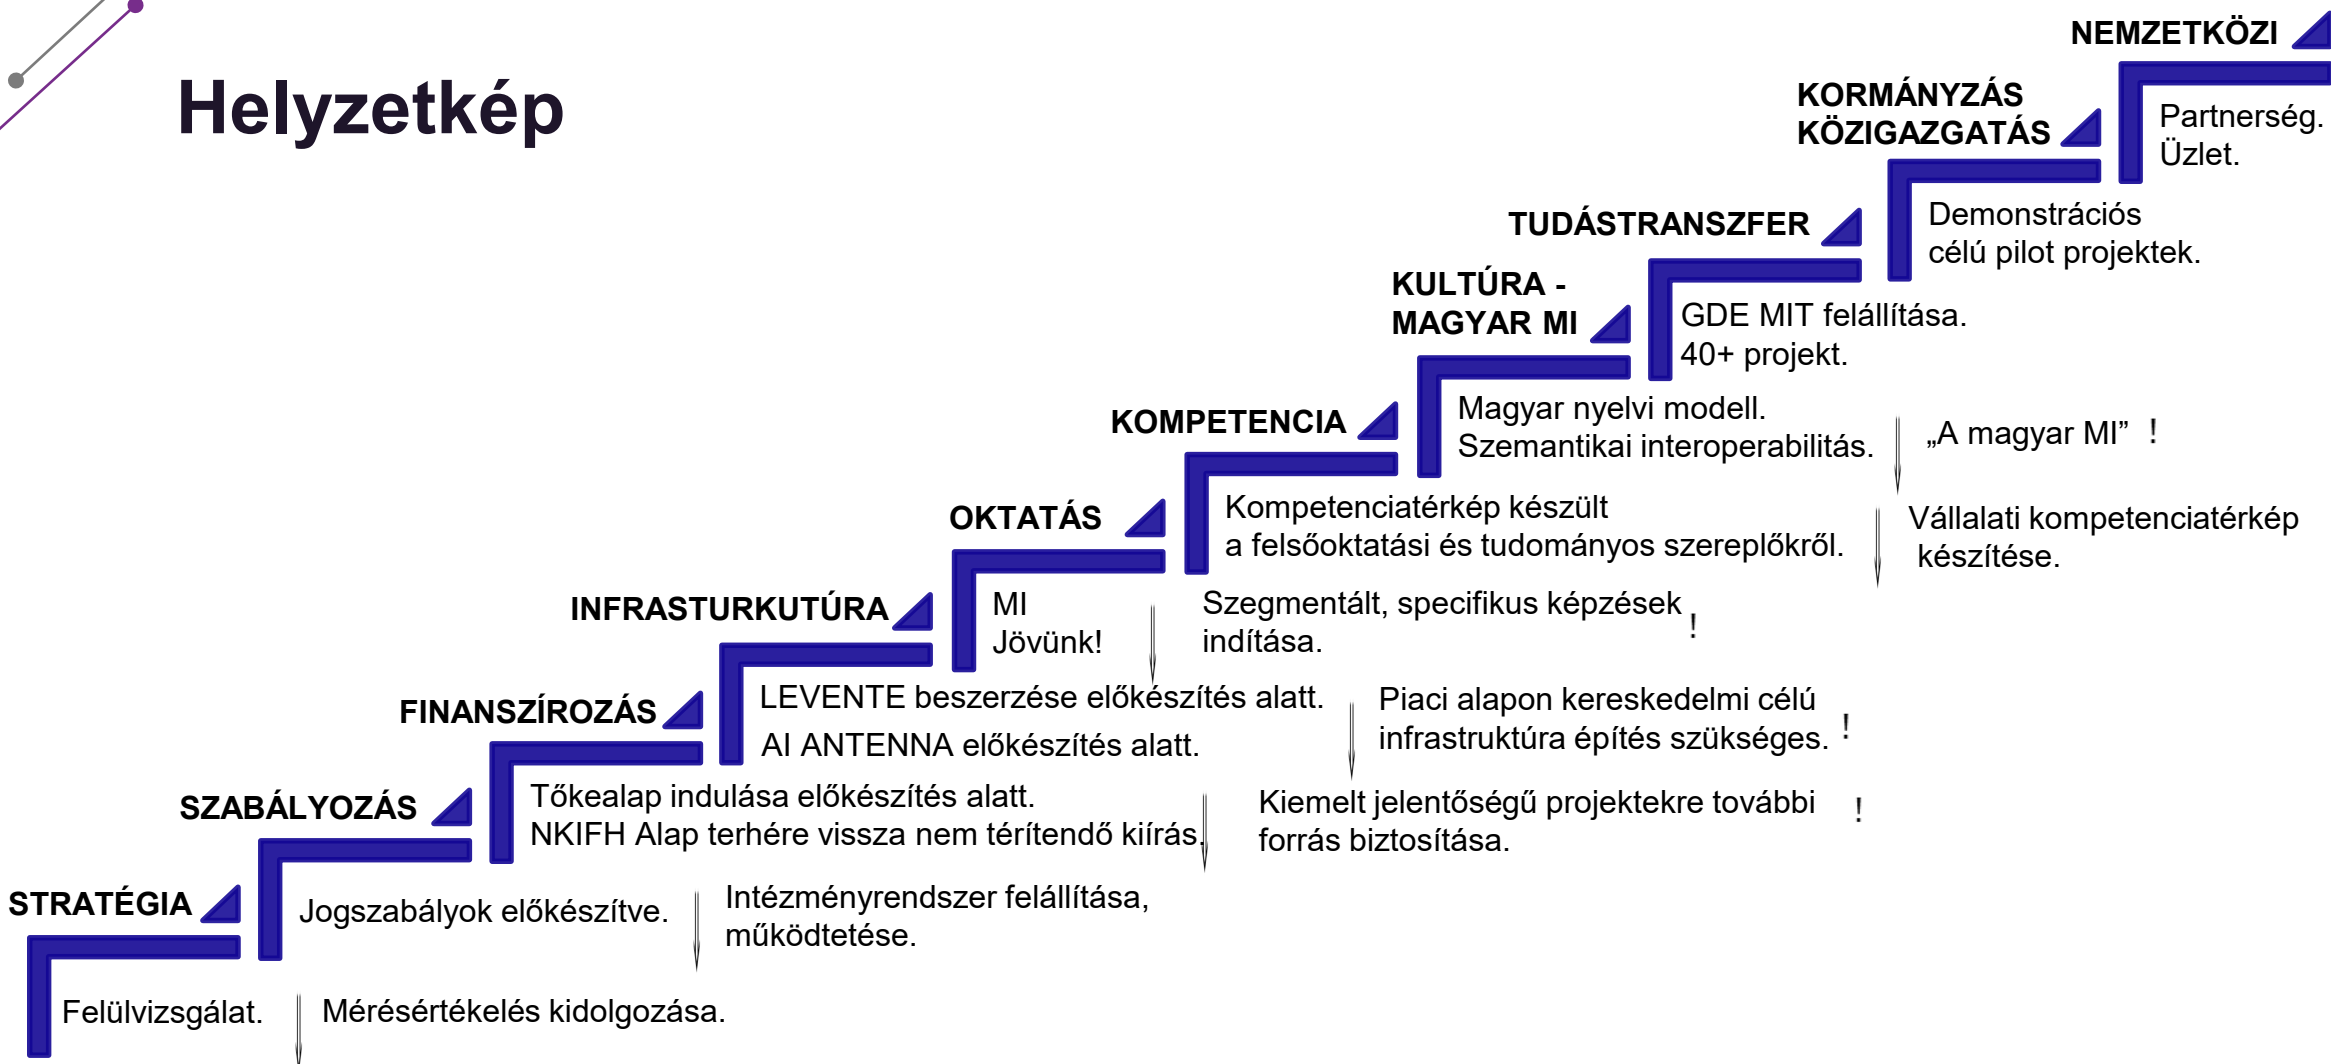 Helyzetkép
NEMZETKÖZI
Partnerség.
Üzlet.
KORMÁNYZÁS
KÖZIGAZGATÁS
Demonstrációs
célú pilot projektek.
TUDÁSTRANSZFER
GDE MIT felállítása.
40+ projekt.
KULTÚRA -
MAGYAR MI
Magyar nyelvi modell.
Szemantikai interoperabilitás.
„A magyar MI” !
KOMPETENCIA
Kompetenciatérkép készült
a felsőoktatási és tudományos szereplőkről.
Vállalati kompetenciatérkép
készítése.
OKTATÁS
MI
Jövünk!
Szegmentált, specifikus képzések
indítása. !
INFRASTURKUTÚRA
LEVENTE beszerzése előkészítés alatt.
AI ANTENNA előkészítés alatt.
Piaci alapon kereskedelmi célú
infrastruktúra építés szükséges. !
FINANSZÍROZÁS
Tőkealap indulása előkészítés alatt.
NKIFH Alap terhére vissza nem térítendő kiírás.
Kiemelt jelentőségű projektekre további !
forrás biztosítása.
SZABÁLYOZÁS
Jogszabályok előkészítve.
Intézményrendszer felállítása,
működtetése.
STRATÉGIA
Felülvizsgálat.
Mérésértékelés kidolgozása.